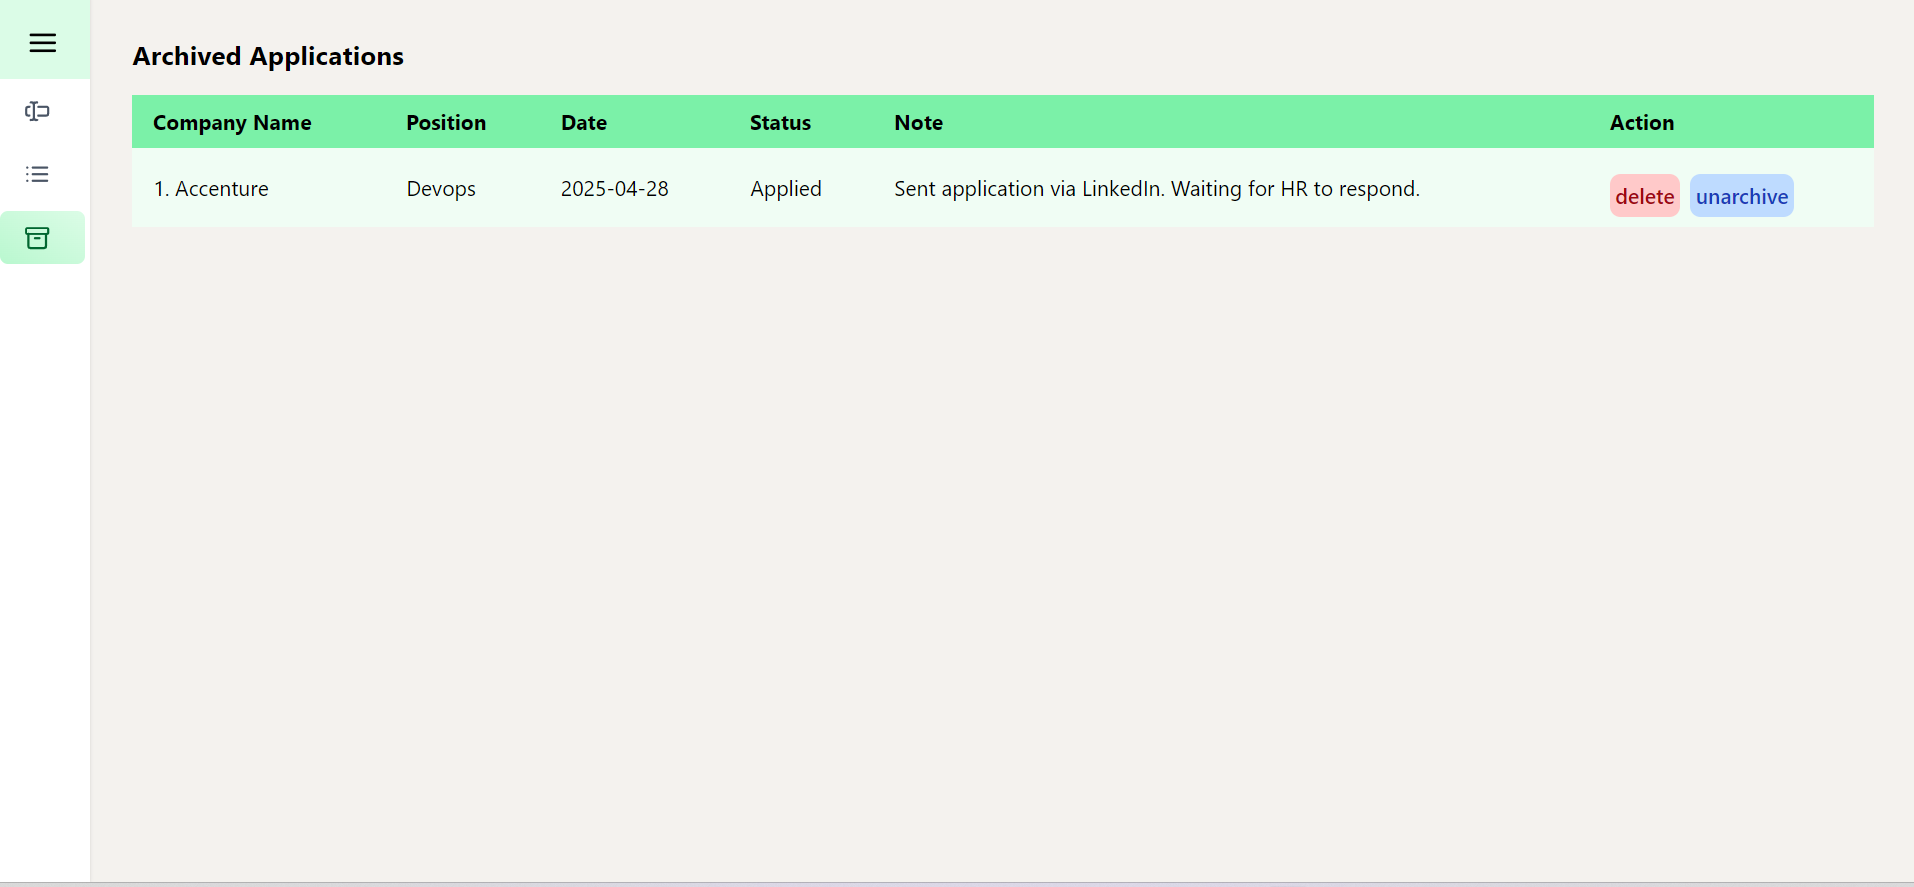 Archived Applications
Company Name Position Date Status Note Action
1. Accenture Devops 2025-04-28 Applied Sent application via LinkedIn. Waiting for HR to respond. delete unarchive